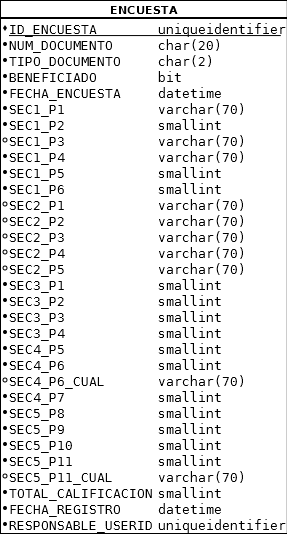 ENCUESTA
•ID_ENCUESTA uniqueidentifier
•NUM_DOCUMENTO char(20)
•TIPO_DOCUMENTO char(2)
•BENEFICIADO bit
•FECHA_ENCUESTA datetime
•SEC1_P1 varchar(70)
•SEC1_P2 smallint
○SEC1_P3 varchar(70)
•SEC1_P4 varchar(70)
•SEC1_P5 smallint
•SEC1_P6 smallint
○SEC2_P1 varchar(70)
○SEC2_P2 varchar(70)
○SEC2_P3 varchar(70)
○SEC2_P4 varchar(70)
○SEC2_P5 varchar(70)
•SEC3_P1 smallint
•SEC3_P2 smallint
•SEC3_P3 smallint
•SEC3_P4 smallint
•SEC4_P5 smallint
•SEC4_P6 smallint
○SEC4_P6_CUAL varchar(70)
•SEC4_P7 smallint
•SEC5_P8 smallint
•SEC5_P9 smallint
•SEC5_P10 smallint
•SEC5_P11 smallint
○SEC5_P11_CUAL varchar(70)
•TOTAL_CALIFICACION smallint
•FECHA_REGISTRO datetime
•RESPONSABLE_USERID uniqueidentifier